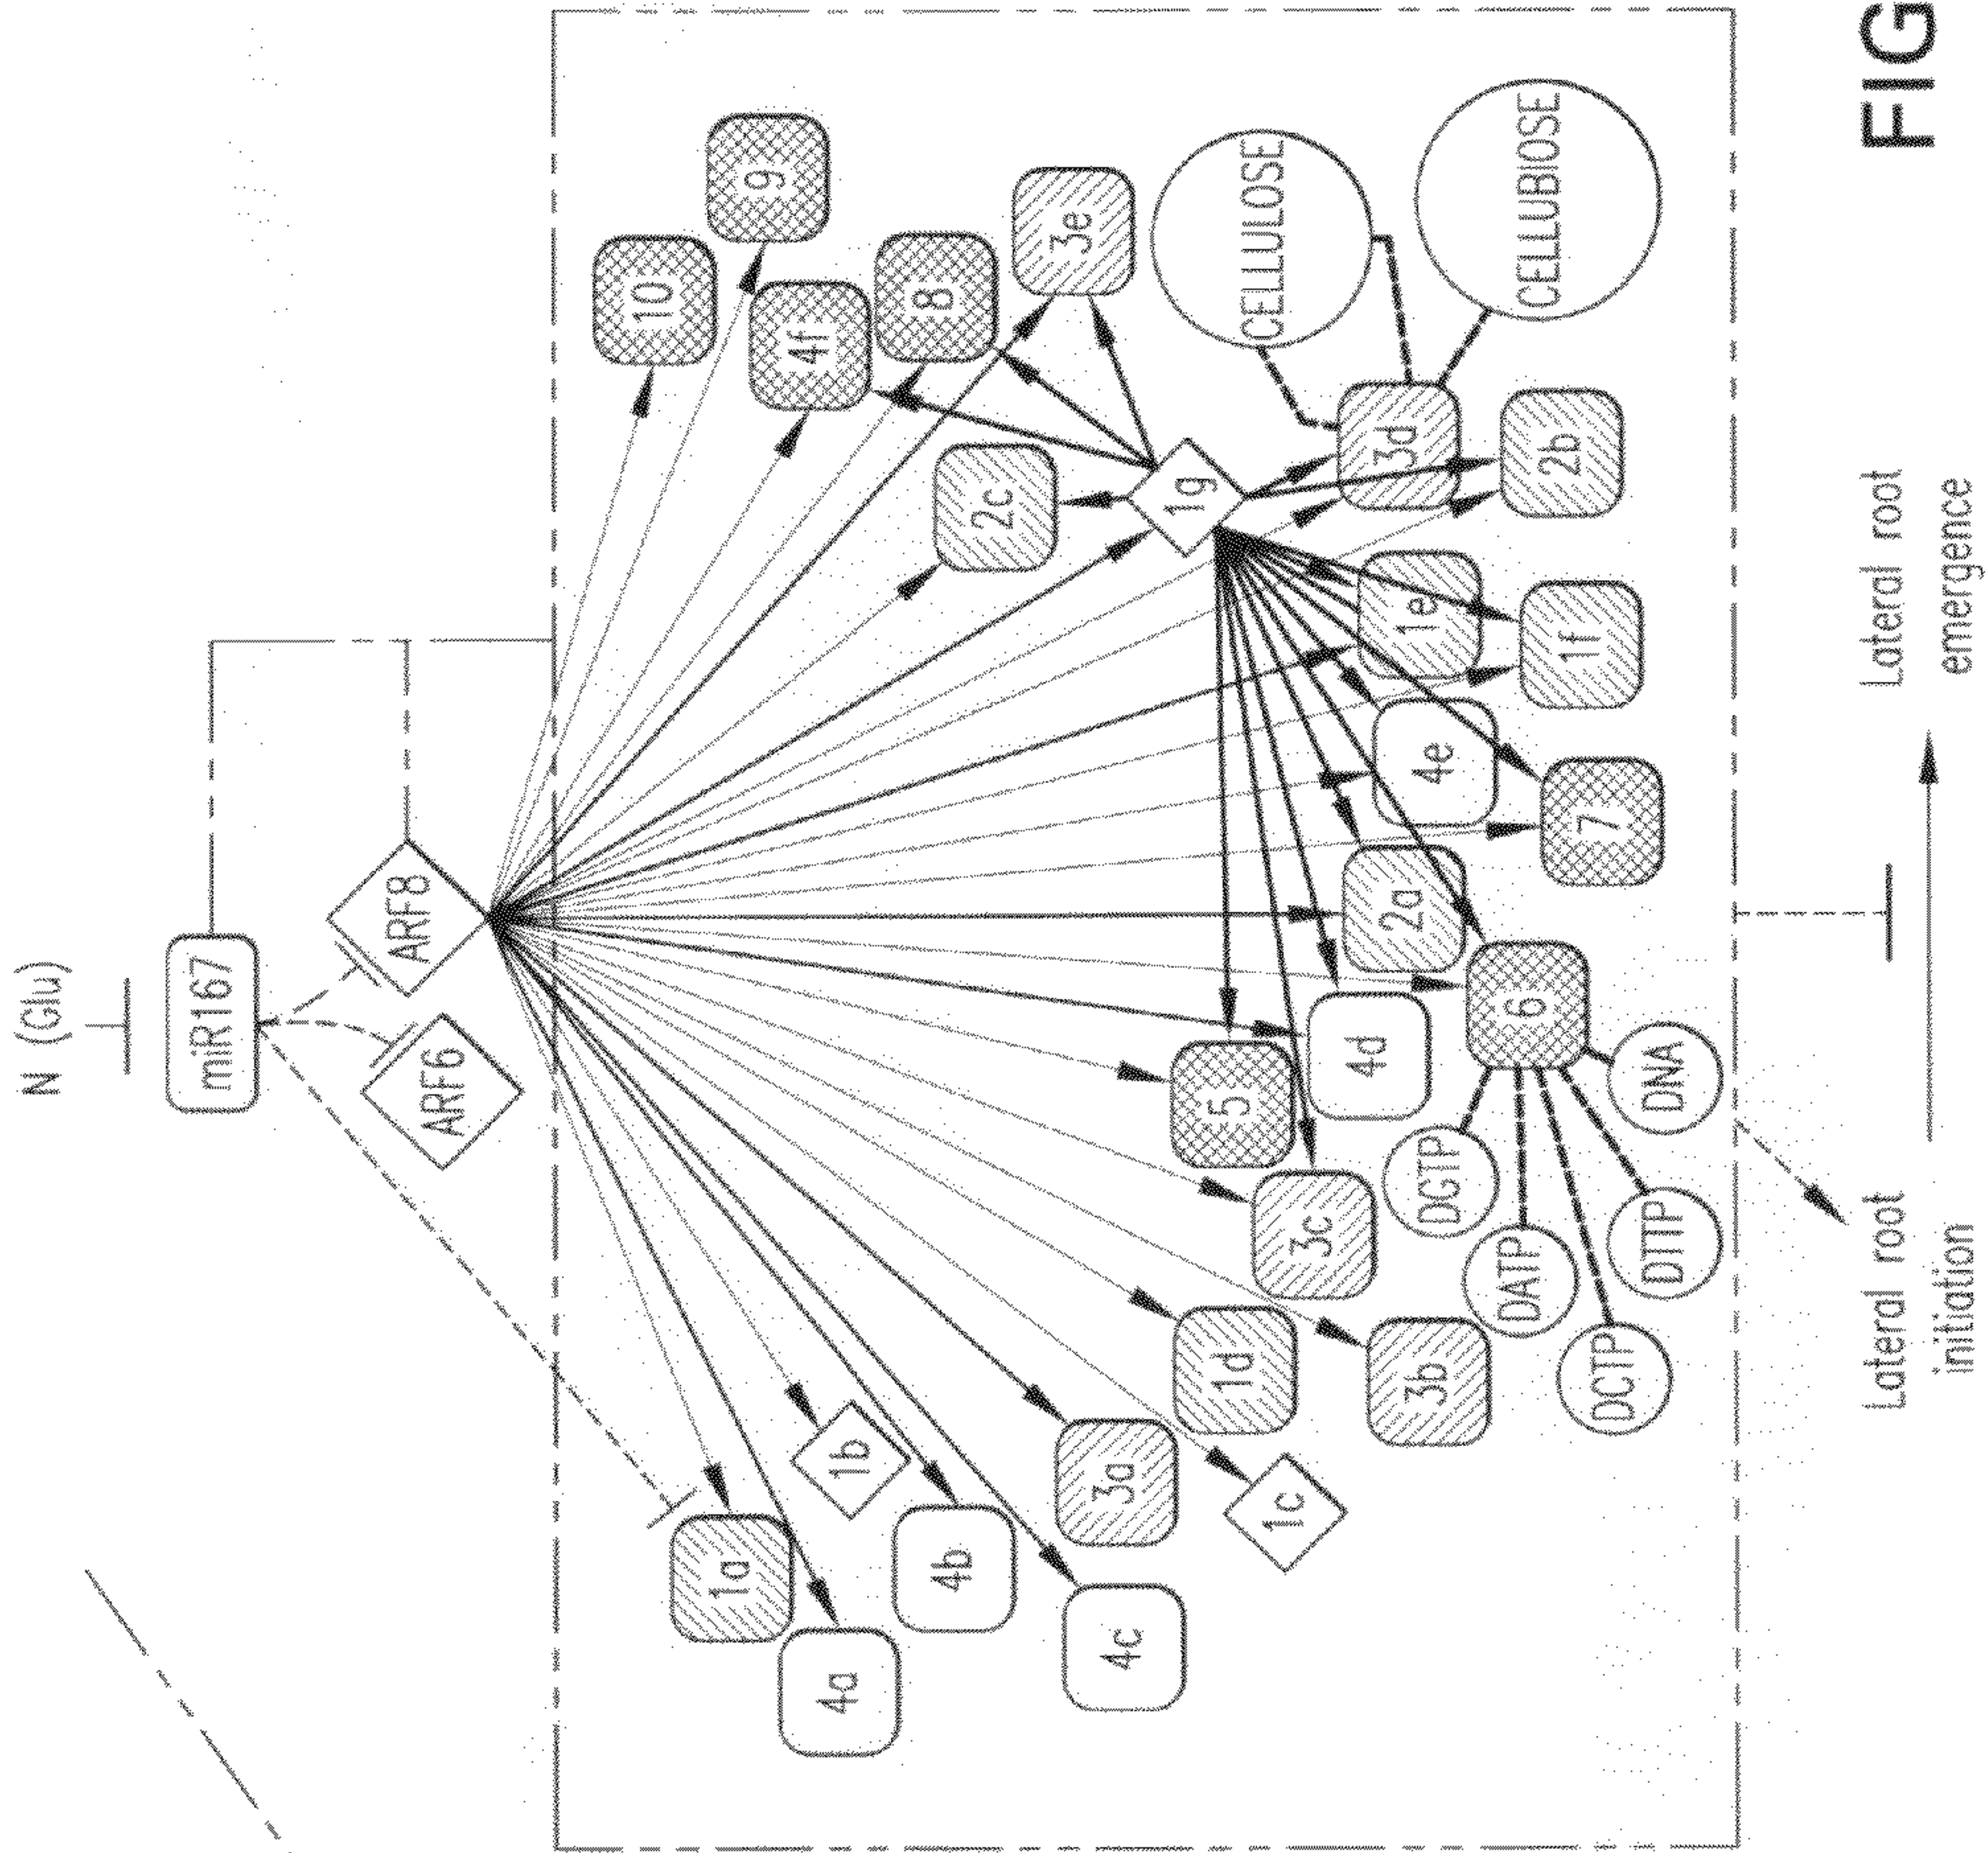 N (Glu)
miR167
ARF6
ARF8
1a
4a
1b
4b
4c
3a
1c
1d
3b
3c
5
4d
2a
6
DGTP
DATP
DCTP
DTTP
DNA
7
4e
1e
1f
1g
2c
3d
2b
10
9
4f
8
3e
CELLULOSE
CELLUBIOSE
Lateral root
initiation
Lateral root
emergence
FIG